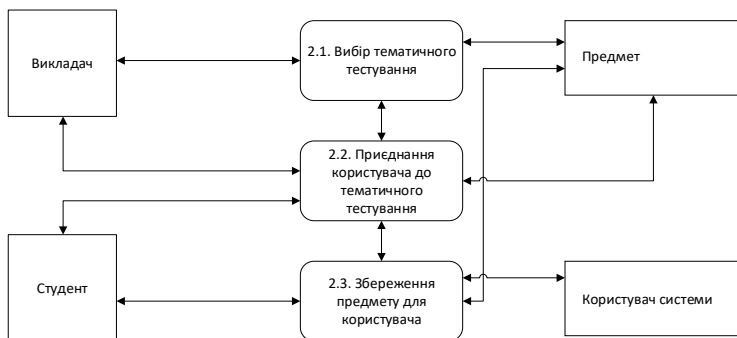 Викладач
2.1. Вибір тематичного
тестування
Предмет
2.2. Приєднання
користувача до
тематичного
тестування
Студент
2.3. Збереження
предмету для
користувача
Користувач системи